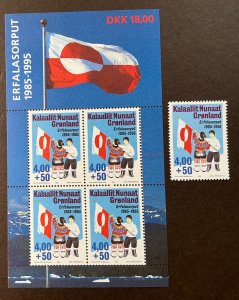 DKK 18,00
ERFALASORPUT
1985-1995
Kalaallit Nunaat
Grønland
Erfalasorput
1985-1995
4,00
+50
Kalaallit Nunaat
Grønland
Erfalasorput
1985-1995
4,00
+50
Kalaallit Nunaat
Grønland
Erfalasorput
1985-1995
4,00
+50
Kalaallit Nunaat
Grønland
Erfalasorput
1985-1995
4,00
+50
Kalaallit Nunaat
Grønland
Erfalasorput
1985-1995
4,00
+50